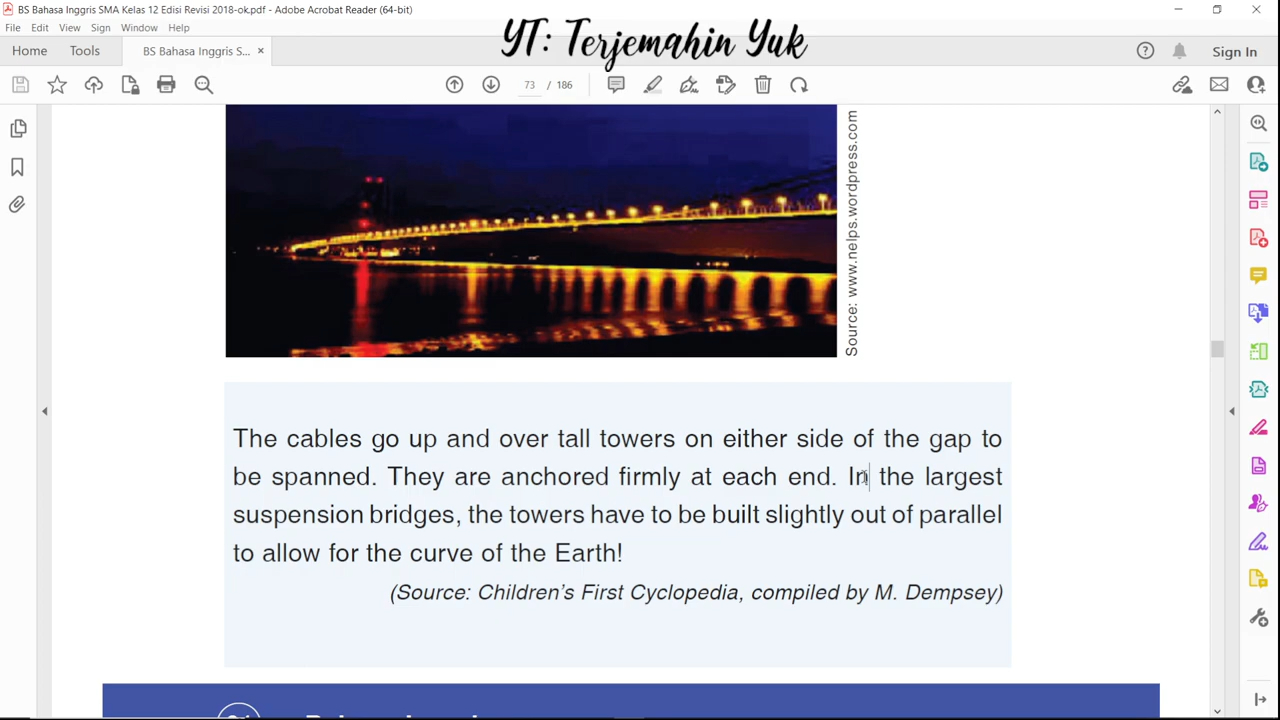 BS Bahasa Inggris SMA Kelas 12 Edisi Revisi 2018-ok.pdf - Adobe Acrobat Reader (64-bit)
File Edit View Sign Window Help
YT: Terjemahin Yuk
Home Tools BS Bahasa Inggris S... × Sign In
73 / 186
Source: www.nelps.wordpress.com
The cables go up and over tall towers on either side of the gap to
be spanned. They are anchored firmly at each end. In the largest
suspension bridges, the towers have to be built slightly out of parallel
to allow for the curve of the Earth!
(Source: Children's First Cyclopedia, compiled by M. Dempsey)